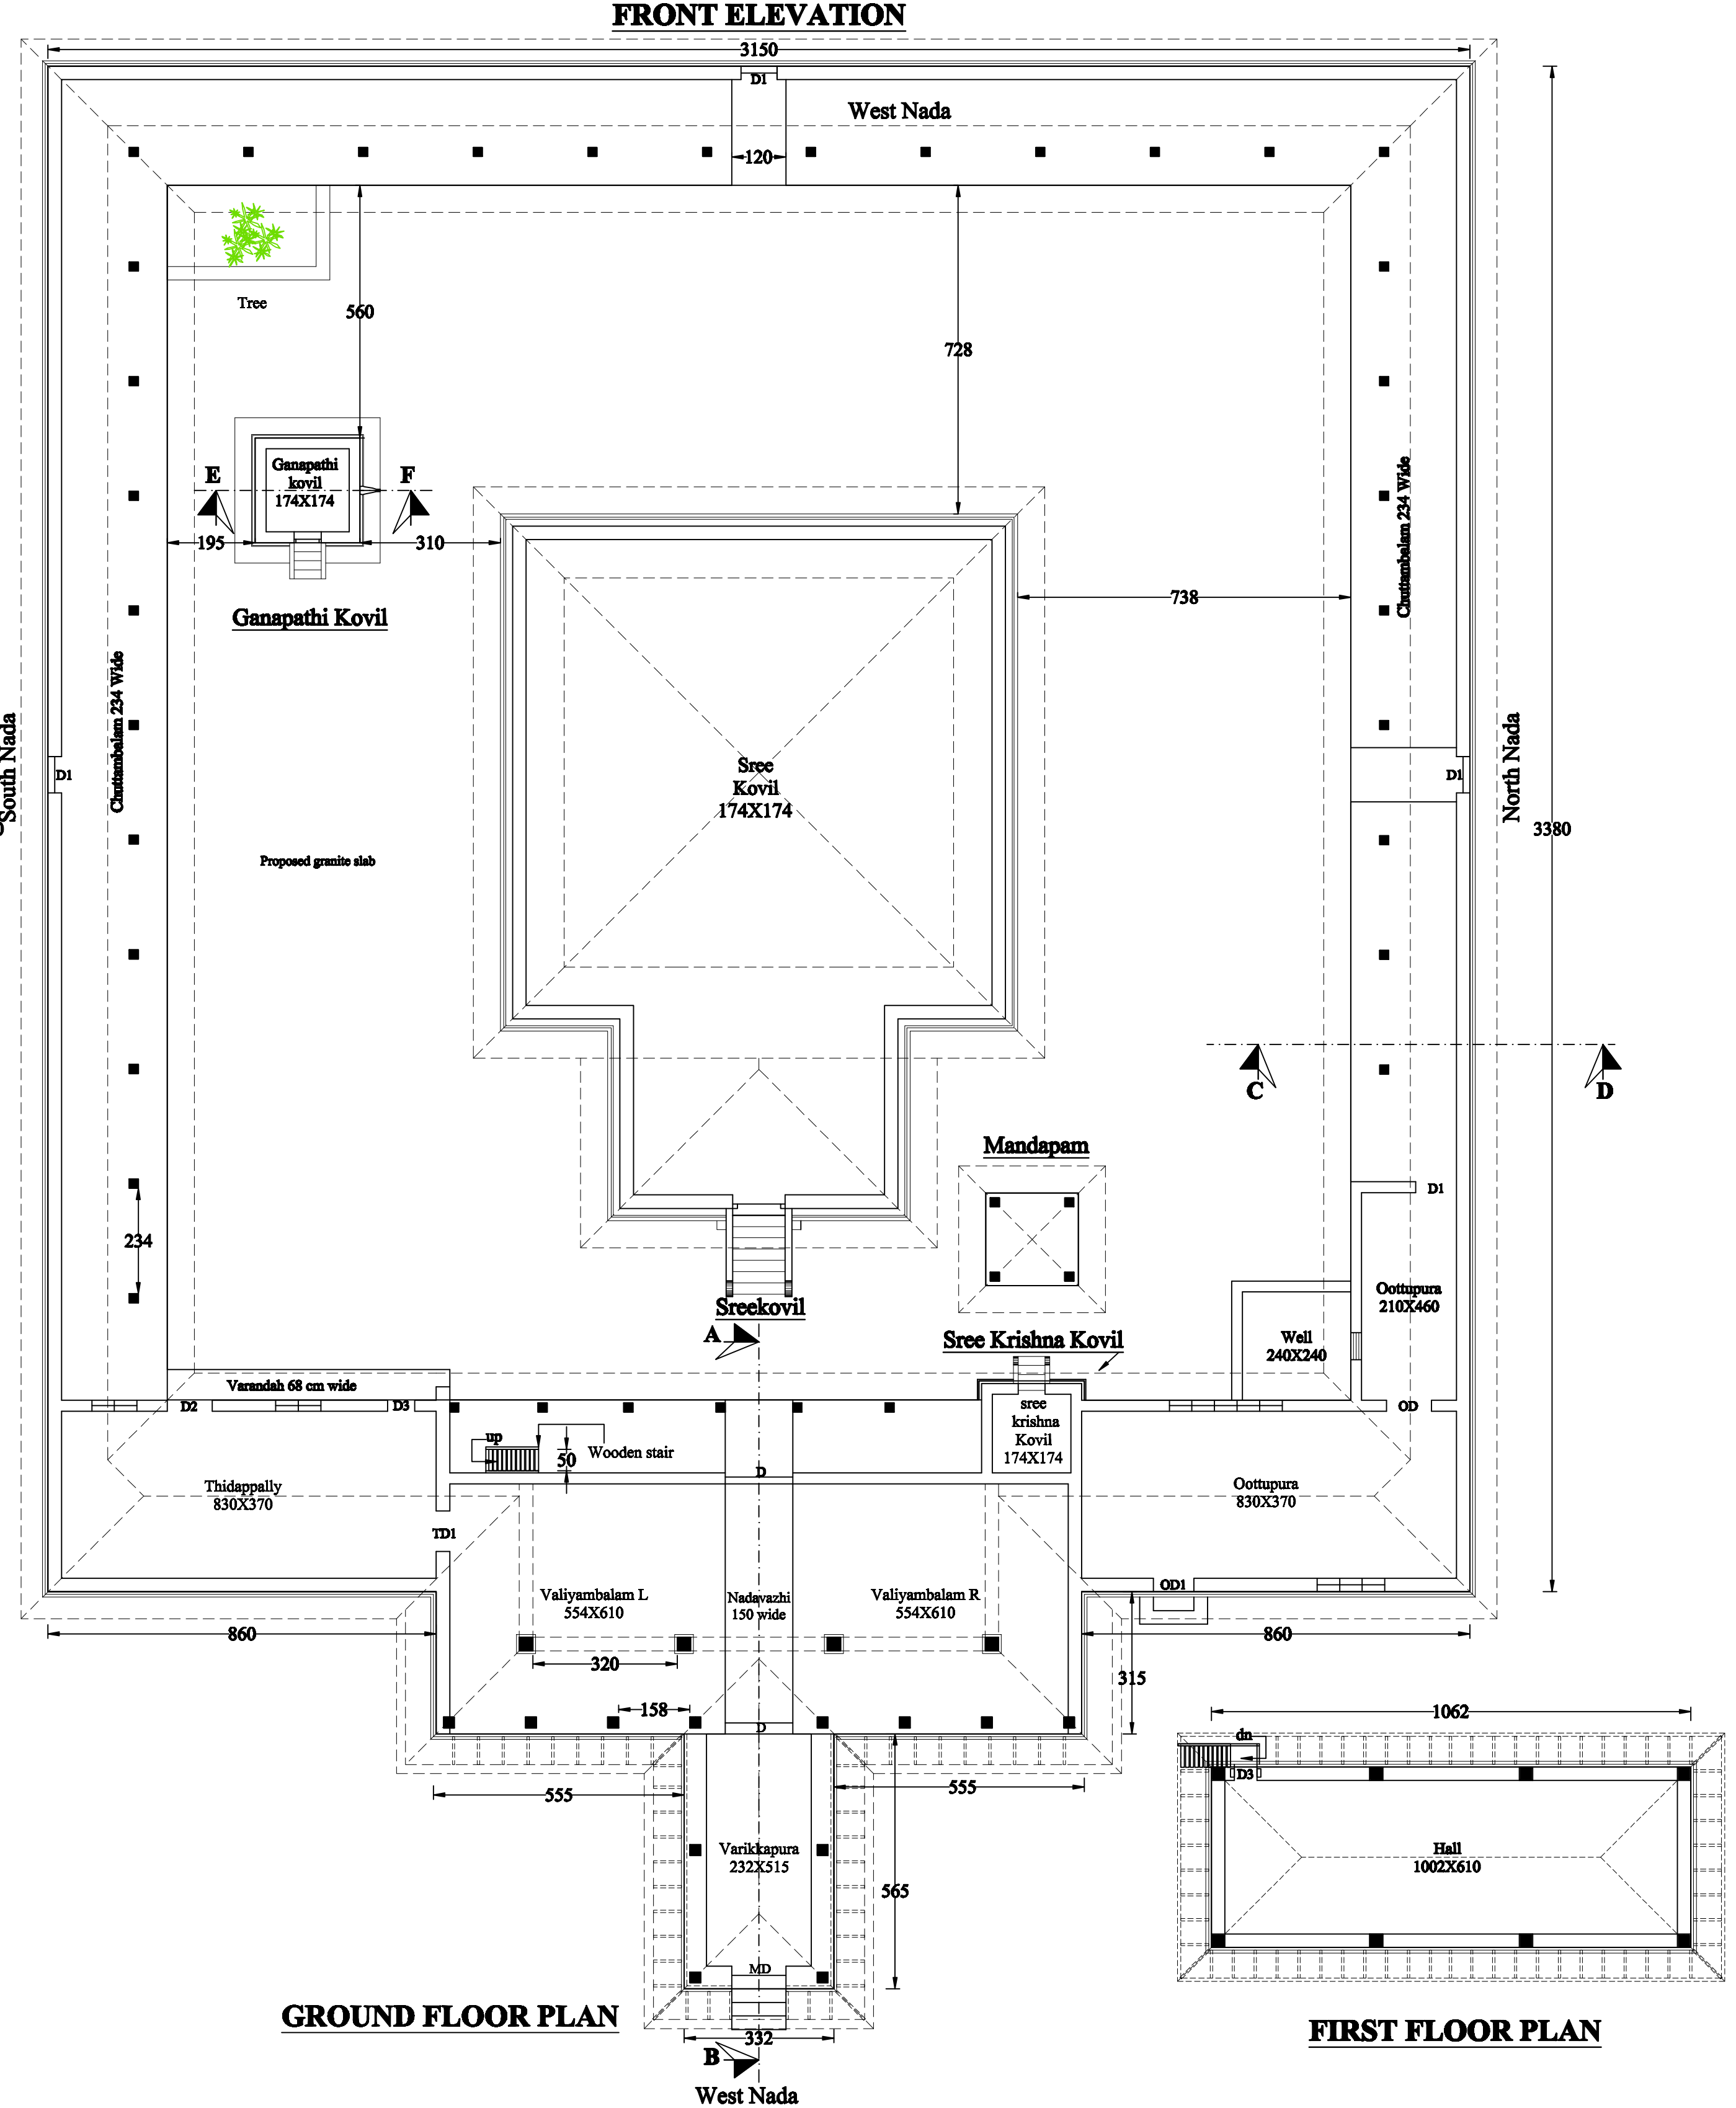 FRONT ELEVATION
3150
D1
West Nada
120
Tree
560
728
Ganapathi
kovil
174X174
E
F
195
310
Ganapathi Kovil
738
Chuttambalam 234 Wide
Chuttambalam 234 Wide
South Nada
D1
Sree
Kovil
174X174
D1
North Nada
3380
Proposed granite slab
C
D
Mandapam
D1
234
Oottupura
210X460
Sreekovil
A
Sree Krishna Kovil
Well
240X240
Varandah 68 cm wide
D2
D3
OD
sree
krishna
Kovil
174X174
up
50
Wooden stair
D
Thidappally
830X370
Oottupura
830X370
TD1
Valiyambalam L
554X610
Nadavazhi
150 wide
Valiyambalam R
554X610
OD1
860
860
320
315
158
D
555
555
Varikkapura
232X515
565
MD
332
B
West Nada
GROUND FLOOR PLAN
1062
dn
D3
Hall
1002X610
FIRST FLOOR PLAN